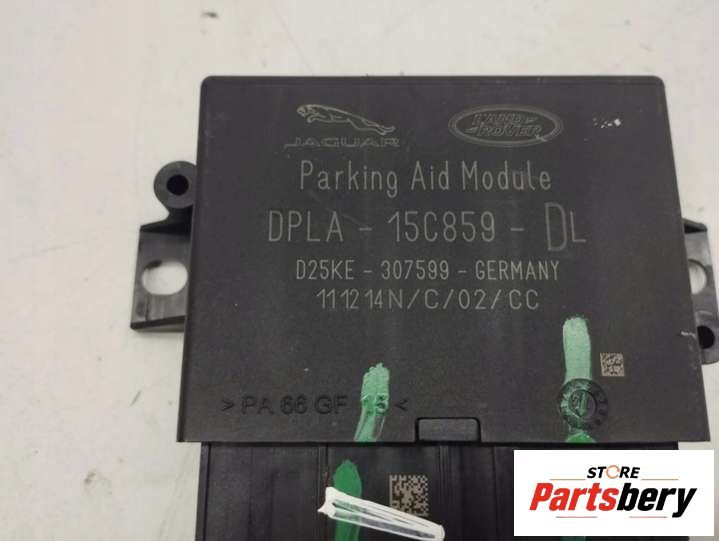 JAGUAR
LAND ROVER
Parking Aid Module
DPLA - 15C859 - DL
D25KE - 307599 - GERMANY
111214N/C/02/CC
>PA 66 GF 15<
STORE
Partsbery